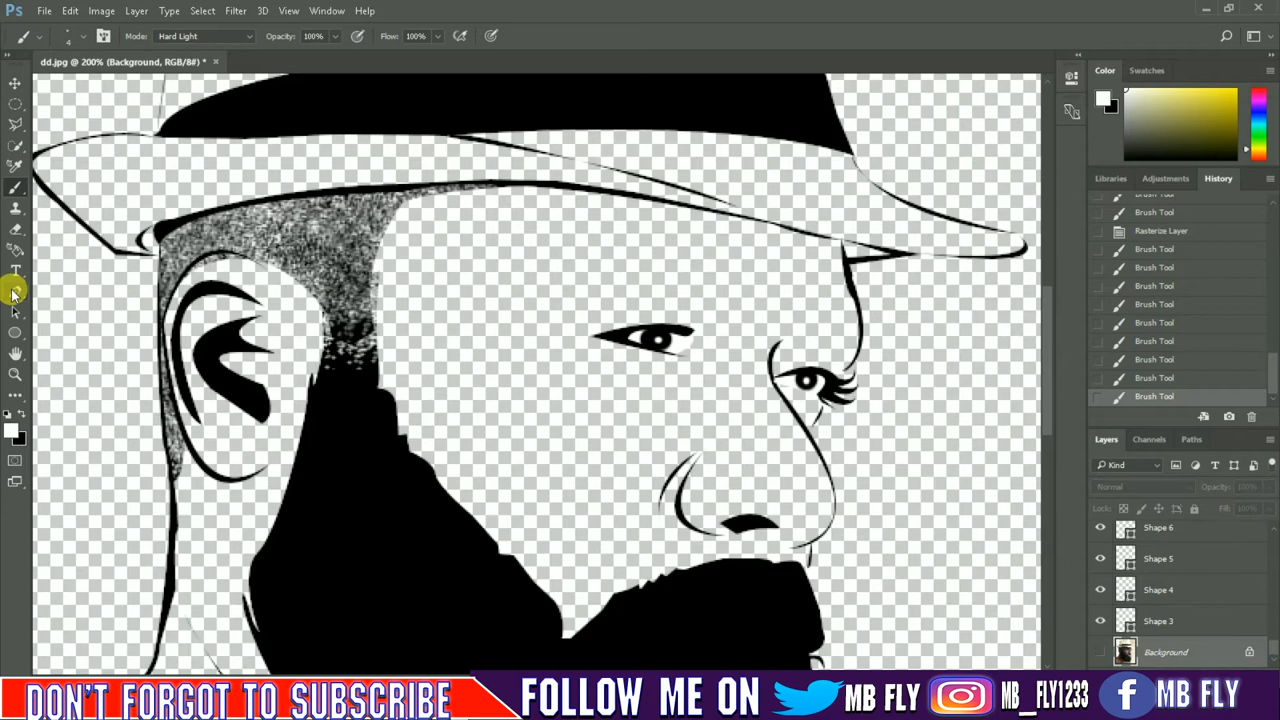 Ps File Edit Image Layer Type Select Filter 3D View Window Help
4 Mode: Hard Light Opacity: 100% Flow: 100%
dd.jpg @ 200% (Background, RGB/8#) * ×
Color Swatches
Libraries Adjustments History
Brush Tool
Rasterize Layer
Brush Tool
Brush Tool
Brush Tool
Brush Tool
Brush Tool
Brush Tool
Brush Tool
Brush Tool
Brush Tool
Layers Channels Paths
Kind
Normal Opacity: 100%
Lock: Fill: 100%
Shape 6
Shape 5
Shape 4
Shape 3
Background
T
DON'T FORGOT TO SUBSCRIBE FOLLOW ME ON MB FLY MB_FLY1233 f MB FLY